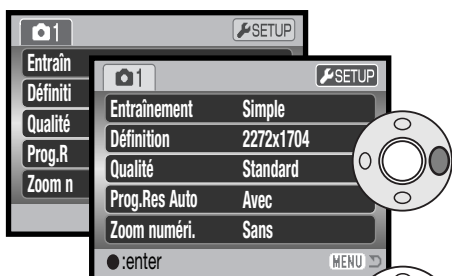 1 SETUP
Entraîn
Définiti
Qualité
Prog.R
Zoom n
1 SETUP
Entraînement Simple
Définition 2272x1704
Qualité Standard
Prog.Res Auto Avec
Zoom numéri. Sans
:enter MENU